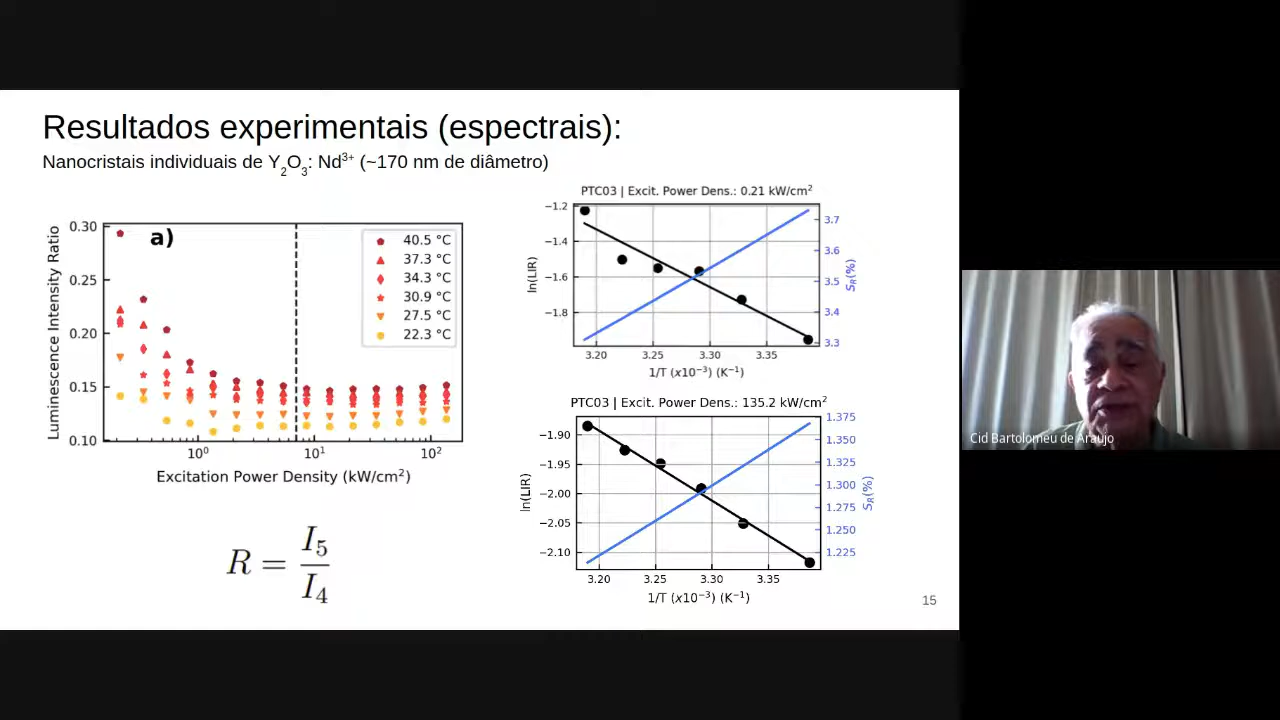 Resultados experimentais (espectrais):
Nanocristais individuais de Y2O3: Nd3+ (~170 nm de diâmetro)
a)
Luminescence Intensity Ratio
0.30
0.25
0.20
0.15
0.10
40.5 °C
37.3 °C
34.3 °C
30.9 °C
27.5 °C
22.3 °C
10⁰ 10¹ 10²
Excitation Power Density (kW/cm²)
R = I5/I4
PTC03 | Excit. Power Dens.: 0.21 kW/cm²
ln(LIR)
−1.2
−1.4
−1.6
−1.8
3.7
3.6
3.5
3.4
3.3
SR(%)
3.20 3.25 3.30 3.35
1/T (x10⁻³) (K⁻¹)
PTC03 | Excit. Power Dens.: 135.2 kW/cm²
ln(LIR)
−1.90
−1.95
−2.00
−2.05
−2.10
1.375
1.350
1.325
1.300
1.275
1.250
1.225
SR(%)
3.20 3.25 3.30 3.35
1/T (x10⁻³) (K⁻¹)
15
Cid Bartolomeu de Araujo